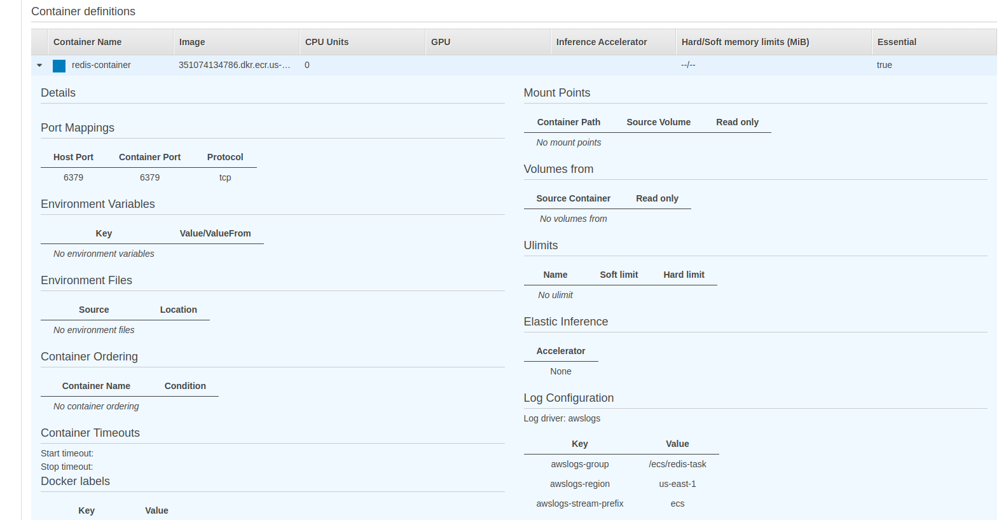 Container definitions
Container Name Image CPU Units GPU Inference Accelerator Hard/Soft memory limits (MiB) Essential
redis-container 351074134786.dkr.ecr.us-... 0 --/-- true
Details
Port Mappings
Host Port Container Port Protocol
6379 6379 tcp
Environment Variables
Key Value/ValueFrom
No environment variables
Environment Files
Source Location
No environment files
Container Ordering
Container Name Condition
No container ordering
Container Timeouts
Start timeout:
Stop timeout:
Docker labels
Key Value
Mount Points
Container Path Source Volume Read only
No mount points
Volumes from
Source Container Read only
No volumes from
Ulimits
Name Soft limit Hard limit
No ulimit
Elastic Inference
Accelerator
None
Log Configuration
Log driver: awslogs
Key Value
awslogs-group /ecs/redis-task
awslogs-region us-east-1
awslogs-stream-prefix ecs